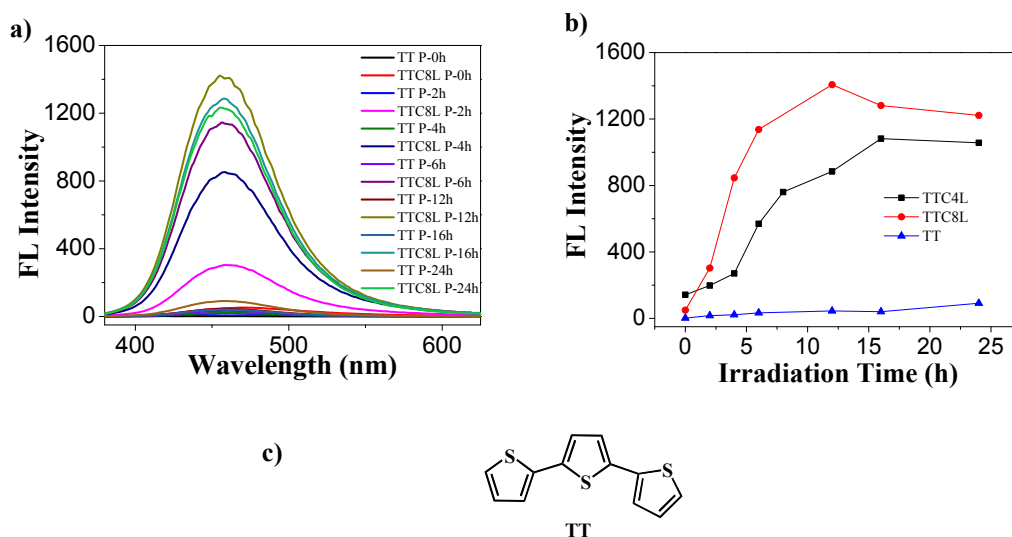 a)
1600
1200
800
400
0
400
500
600
FL Intensity
Wavelength (nm)
TT P-0h
TTC8L P-0h
TT P-2h
TTC8L P-2h
TT P-4h
TTC8L P-4h
TT P-6h
TTC8L P-6h
TT P-12h
TTC8L P-12h
TT P-16h
TTC8L P-16h
TT P-24h
TTC8L P-24h
b)
1600
1200
800
400
0
0
5
10
15
20
25
FL Intensity
Irradiation Time (h)
TTC4L
TTC8L
TT
c)
S
S
S
TT